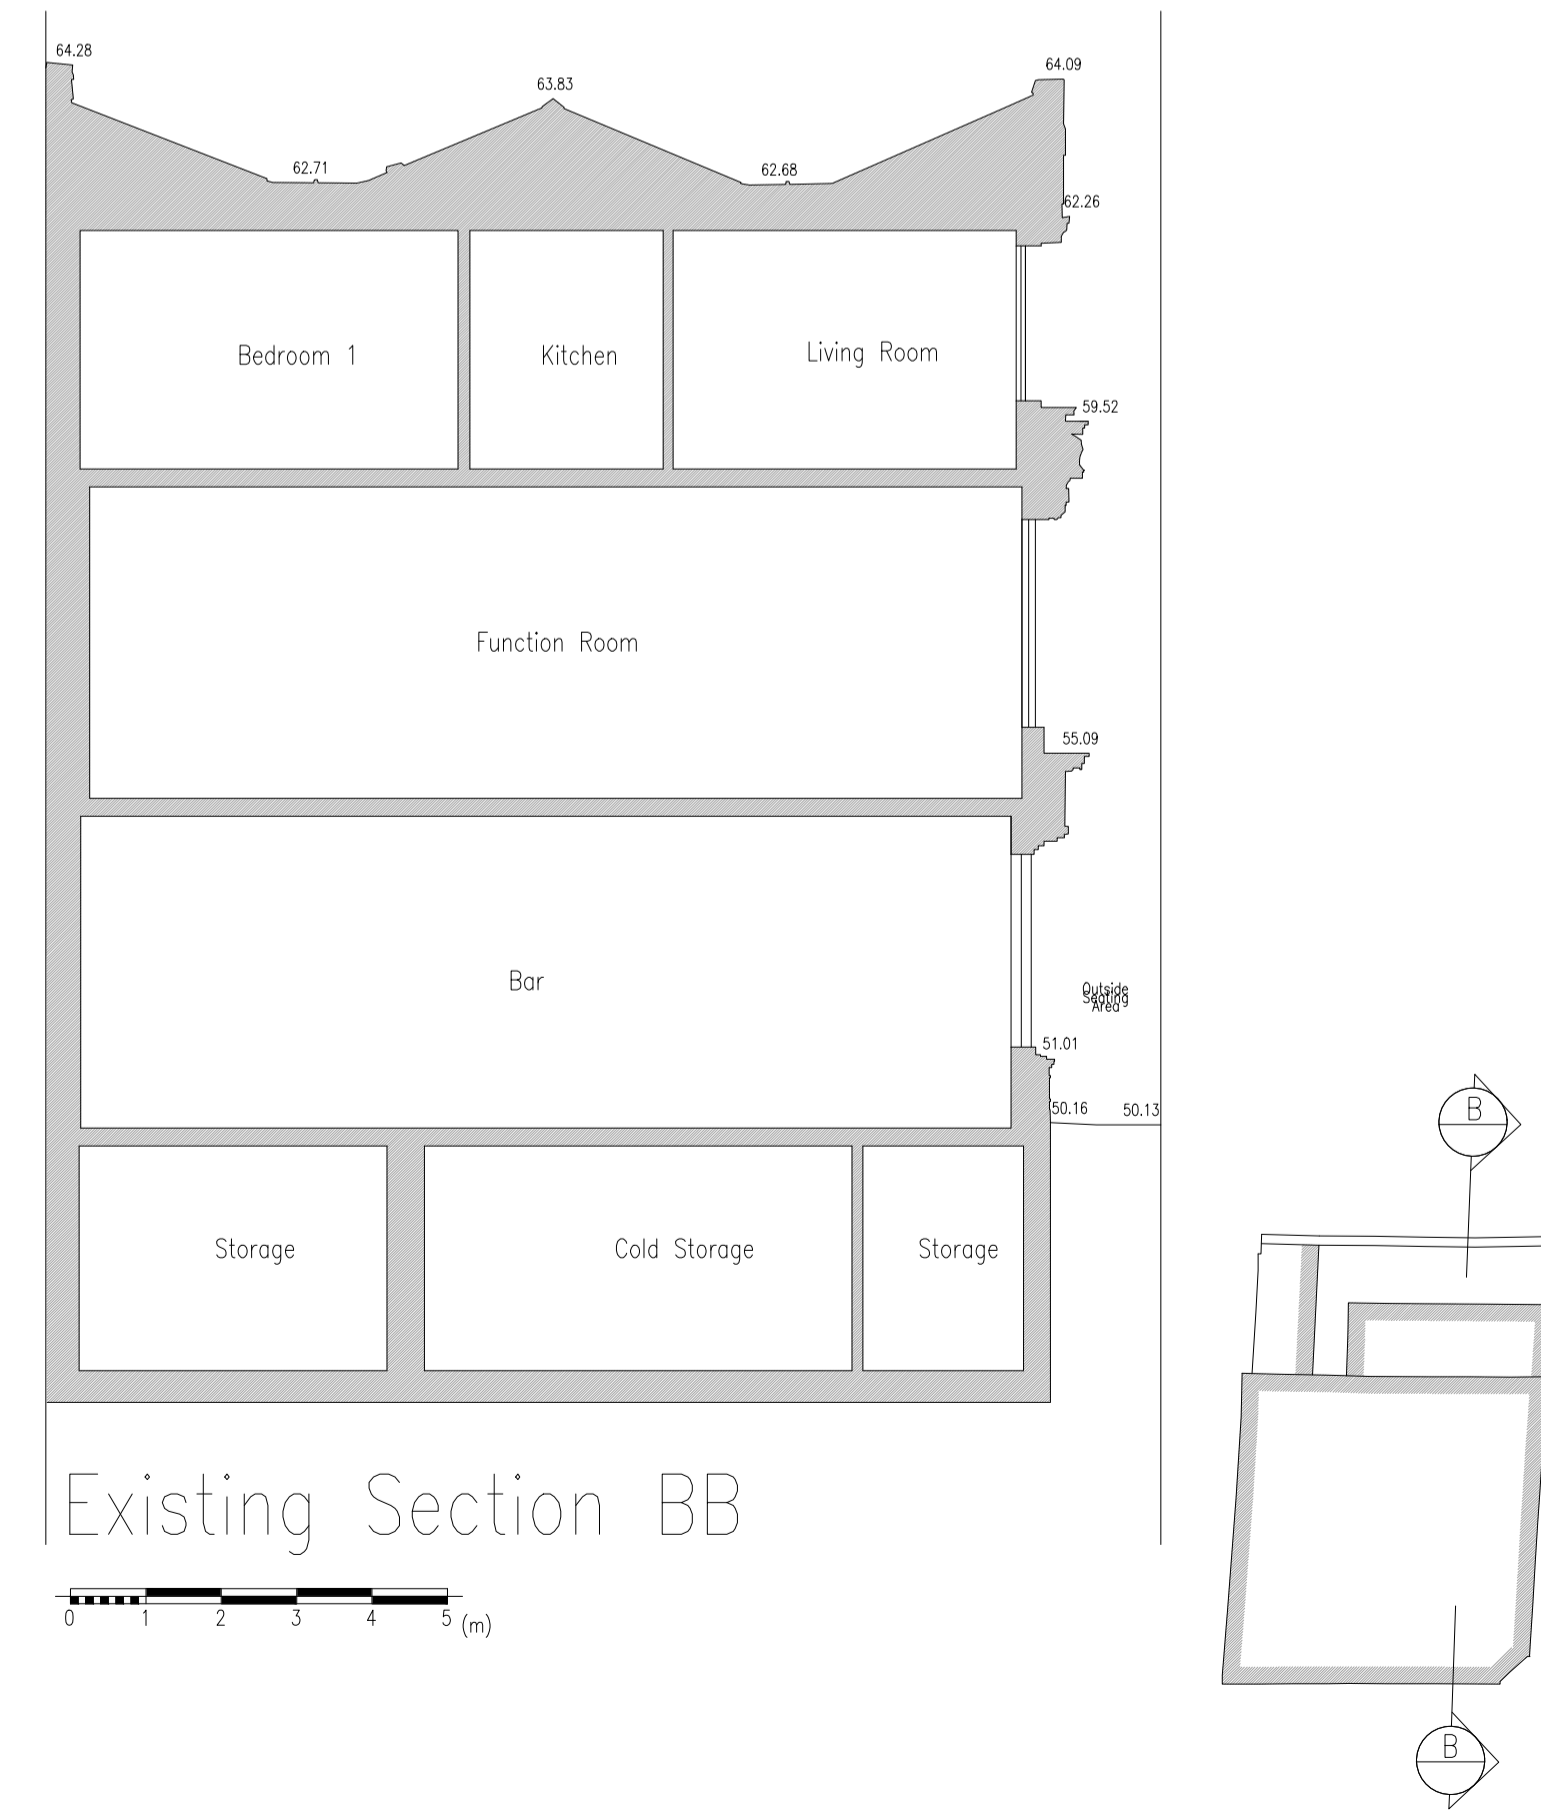 64.28
64.09
63.83
62.71
62.68
62.26
Bedroom 1
Kitchen
Living Room
59.52
Function Room
55.09
Bar
Outside
Seating
Area
51.01
50.16
50.13
B
Storage
Cold Storage
Storage
Existing Section BB
0 1 2 3 4 5 (m)
B